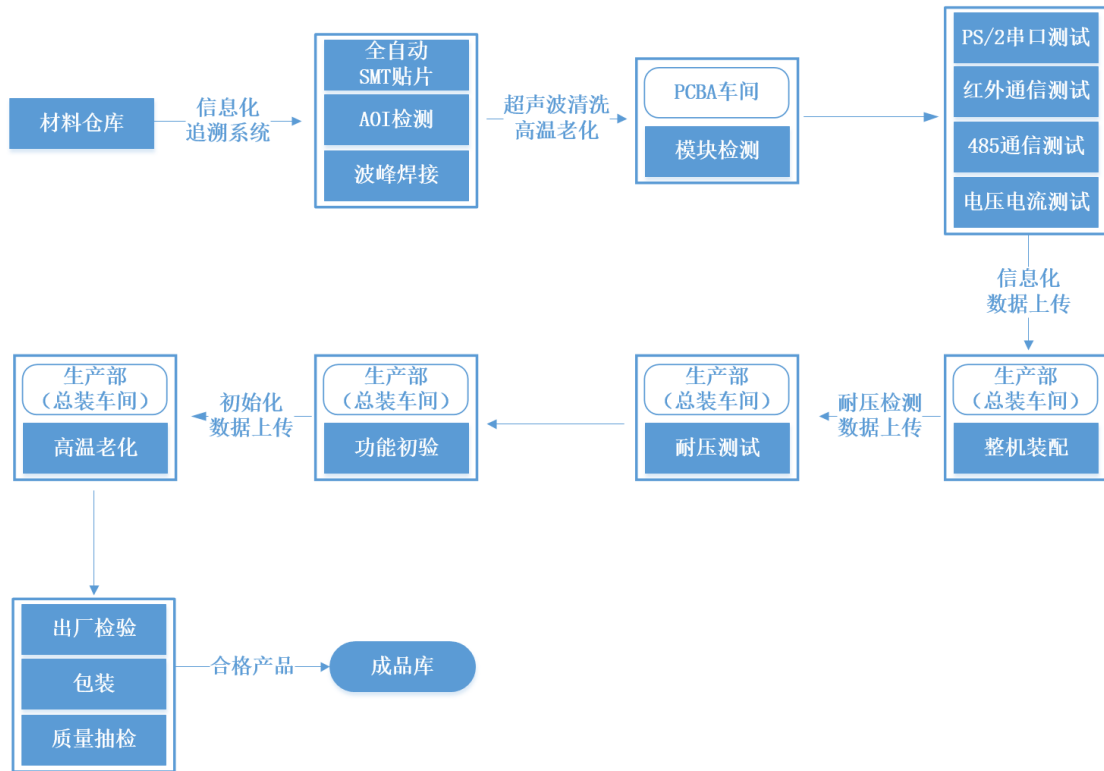 材料仓库
信息化
追溯系统
全自动
SMT贴片
AOI检测
波峰焊接
超声波清洗
高温老化
PCBA车间
模块检测
PS/2串口测试
红外通信测试
485通信测试
电压电流测试
信息化
数据上传
生产部
（总装车间）
整机装配
耐压检测
数据上传
生产部
（总装车间）
耐压测试
生产部
（总装车间）
功能初验
初始化
数据上传
生产部
（总装车间）
高温老化
出厂检验
包装
质量抽检
合格产品
成品库